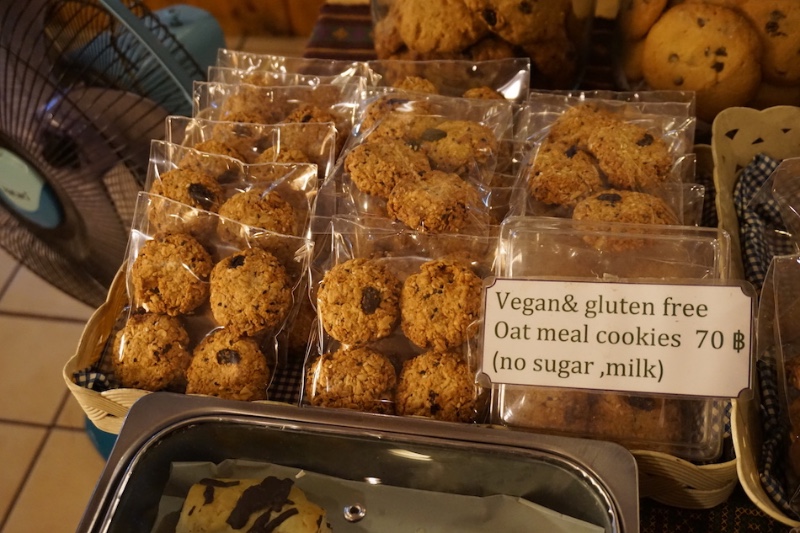 Vegan& gluten free
Oat meal cookies 70 ฿
(no sugar ,milk)